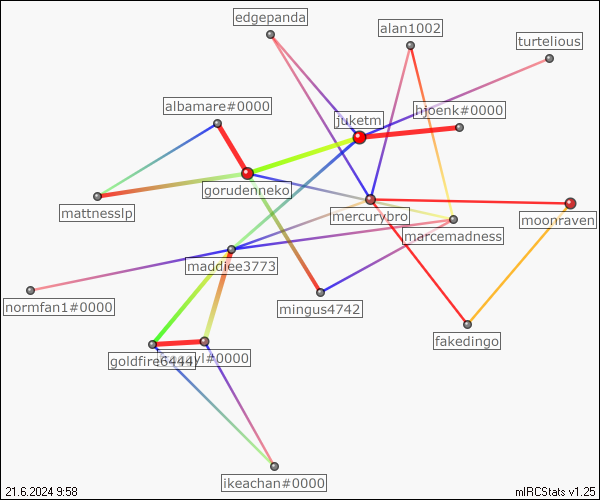 edgepanda
alan1002
turtelious
albamare#0000
juketm
hjoenk#0000
gorudenneko
mattnesslp
mercurybro
moonraven
marcemadness
maddiee3773
normfan1#0000
mingus4742
fakedingo
goldfire6444
yl#0000
ikeachan#0000
21.6.2024 9:58
mIRCStats v1.25